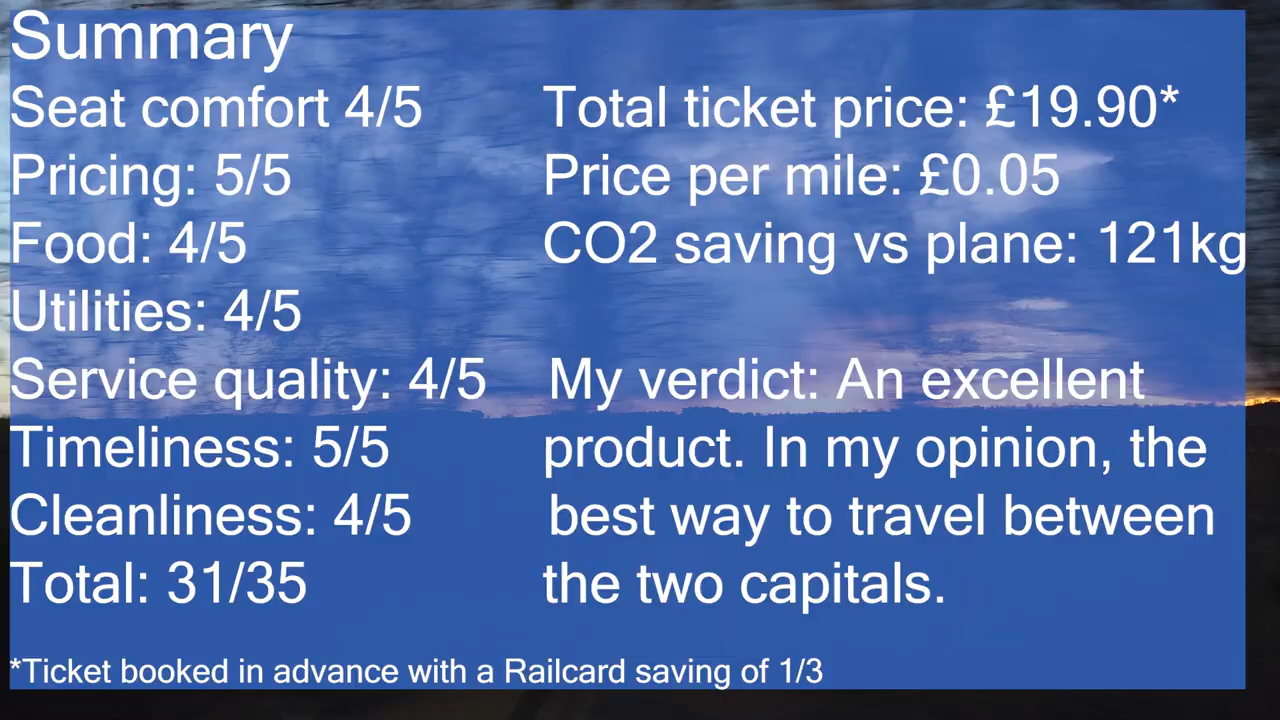 Summary
Seat comfort 4/5
Pricing: 5/5
Food: 4/5
Utilities: 4/5
Service quality: 4/5
Timeliness: 5/5
Cleanliness: 4/5
Total: 31/35
Total ticket price: £19.90*
Price per mile: £0.05
CO2 saving vs plane: 121kg
My verdict: An excellent
product. In my opinion, the
best way to travel between
the two capitals.
*Ticket booked in advance with a Railcard saving of 1/3